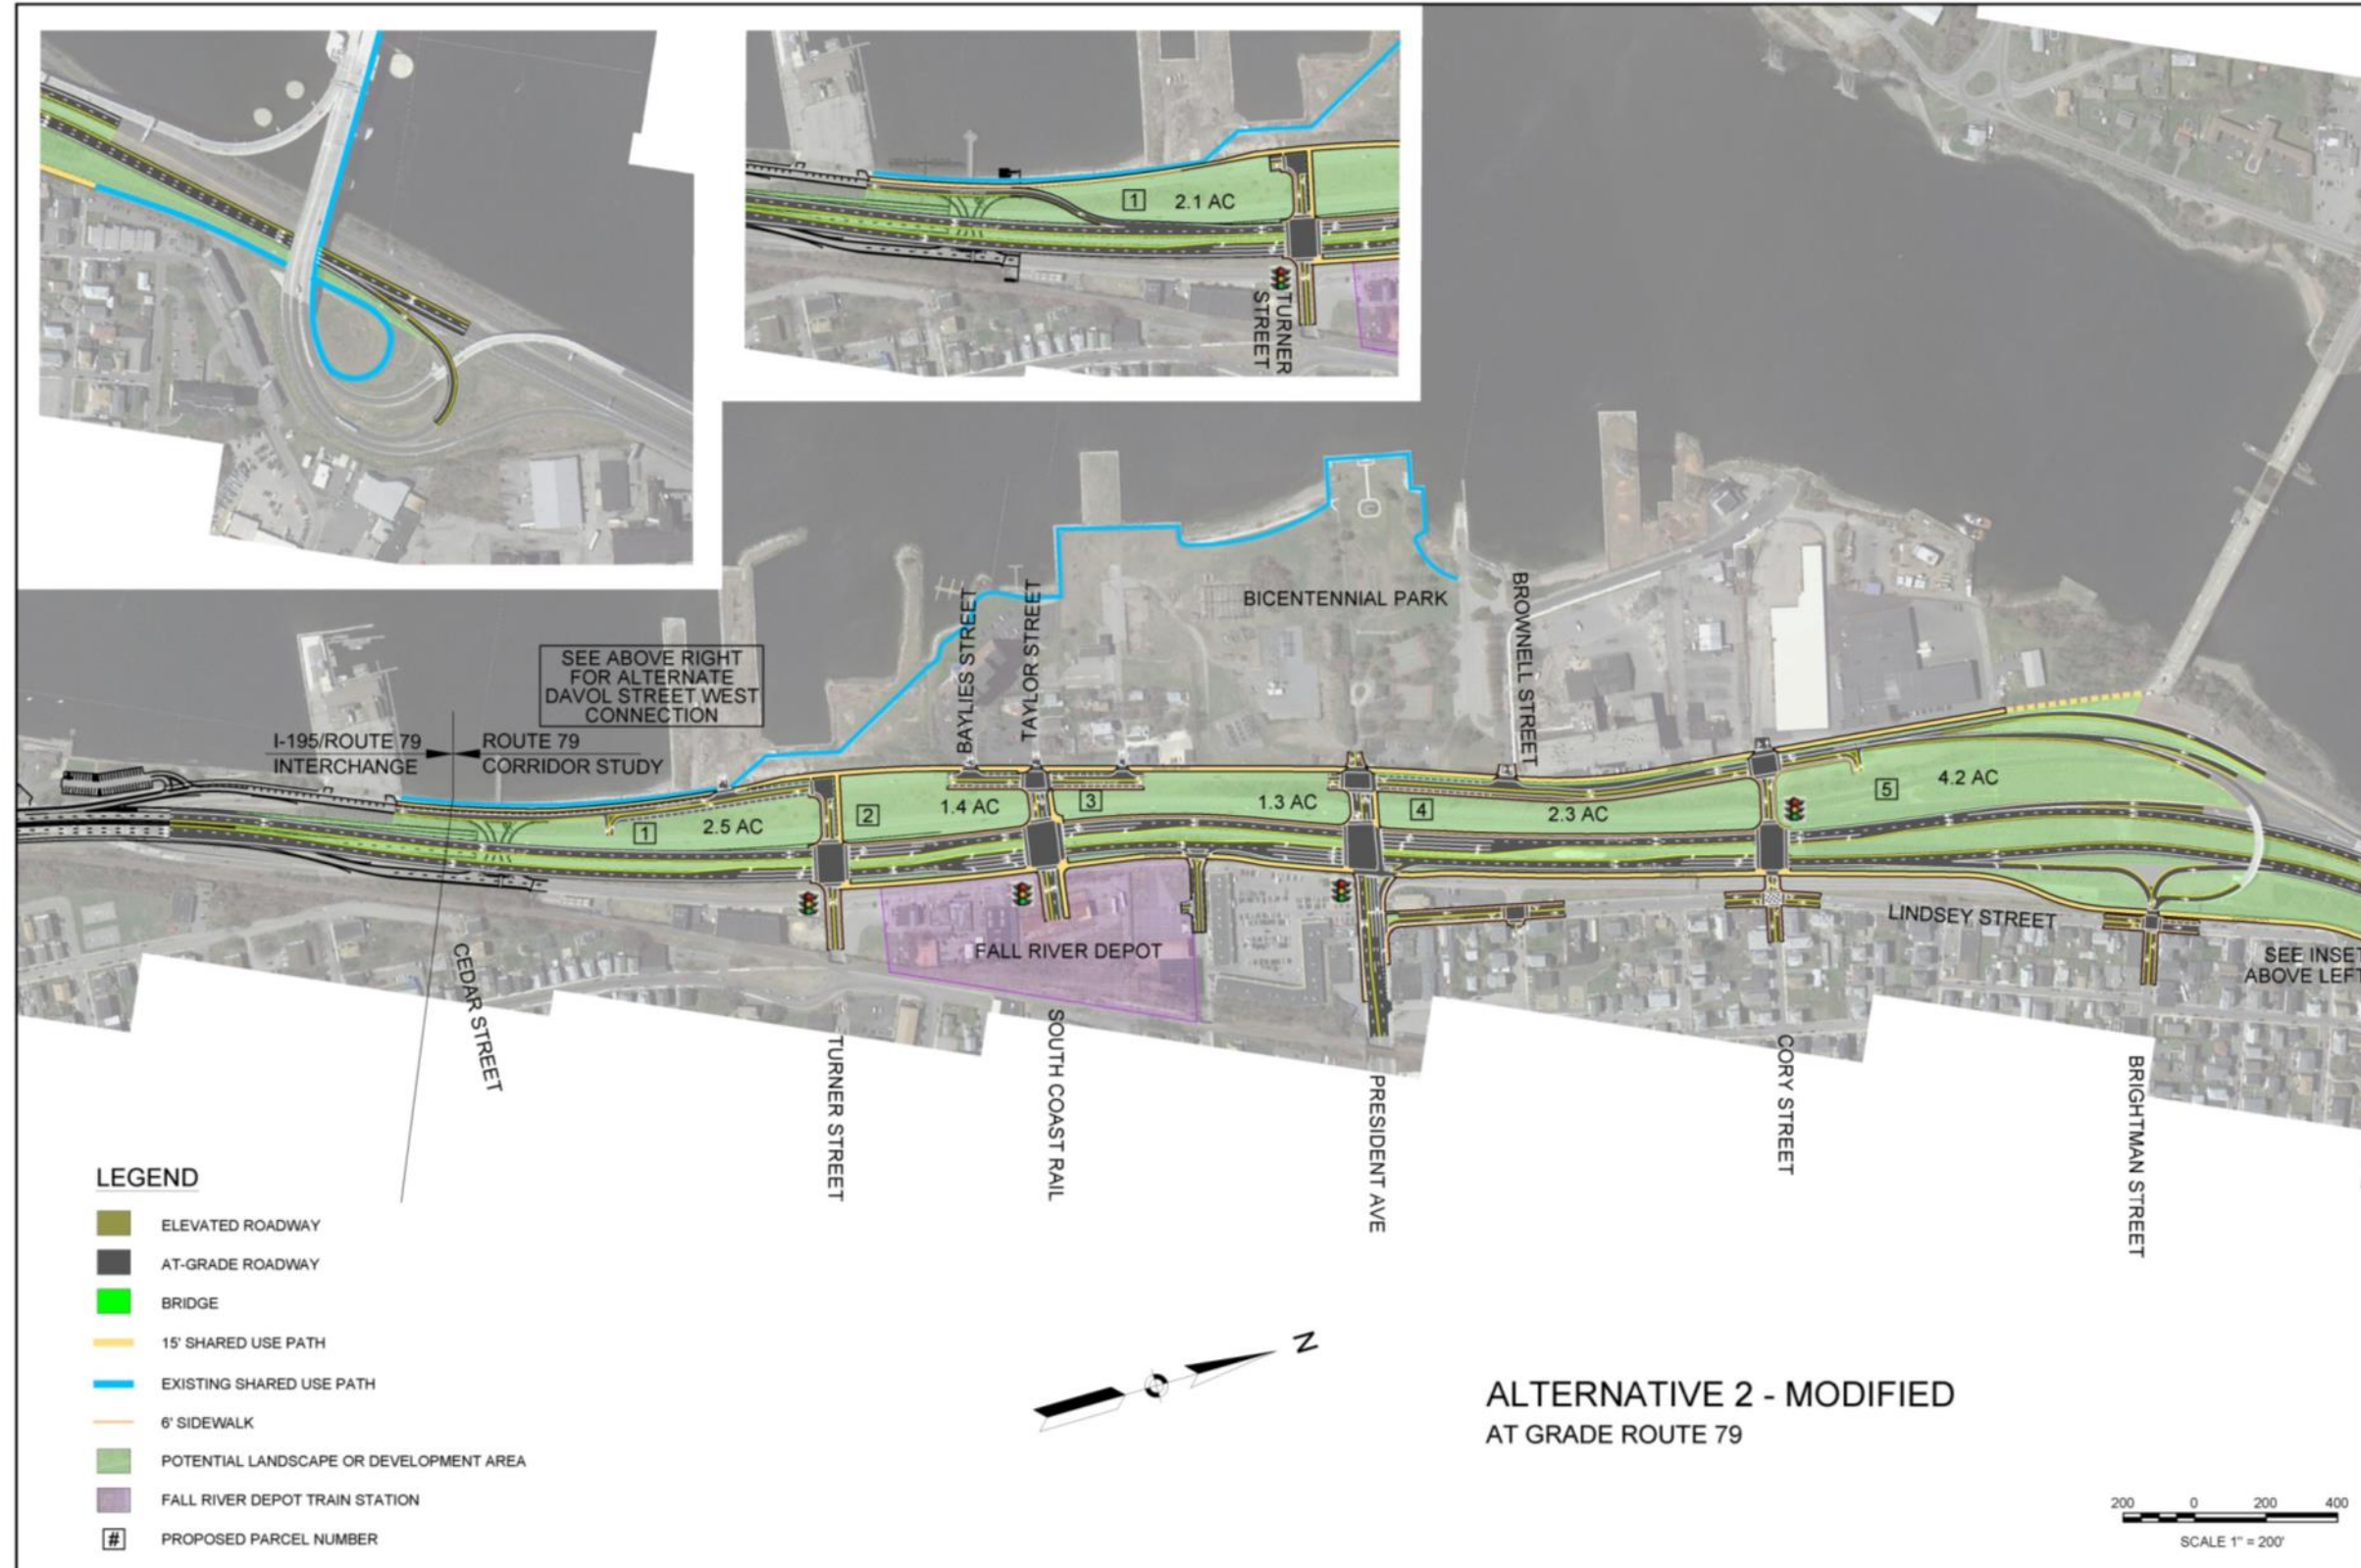 1
2.1 AC
TURNER
STREET
SEE ABOVE RIGHT
FOR ALTERNATE
DAVOL STREET WEST
CONNECTION
I-195/ROUTE 79
INTERCHANGE
ROUTE 79
CORRIDOR STUDY
BAYLIES STREET
TAYLOR STREET
BICENTENNIAL PARK
BROWNELL STREET
1
2.5 AC
2
1.4 AC
3
1.3 AC
4
2.3 AC
5
4.2 AC
FALL RIVER DEPOT
LINDSEY STREET
SEE INSET
ABOVE LEFT
CEDAR STREET
TURNER STREET
SOUTH COAST RAIL
PRESIDENT AVE
CORY STREET
BRIGHTMAN STREET
LEGEND
ELEVATED ROADWAY
AT-GRADE ROADWAY
BRIDGE
15' SHARED USE PATH
EXISTING SHARED USE PATH
6' SIDEWALK
POTENTIAL LANDSCAPE OR DEVELOPMENT AREA
FALL RIVER DEPOT TRAIN STATION
# PROPOSED PARCEL NUMBER
N
ALTERNATIVE 2 - MODIFIED
AT GRADE ROUTE 79
200 0 200 400
SCALE 1" = 200'